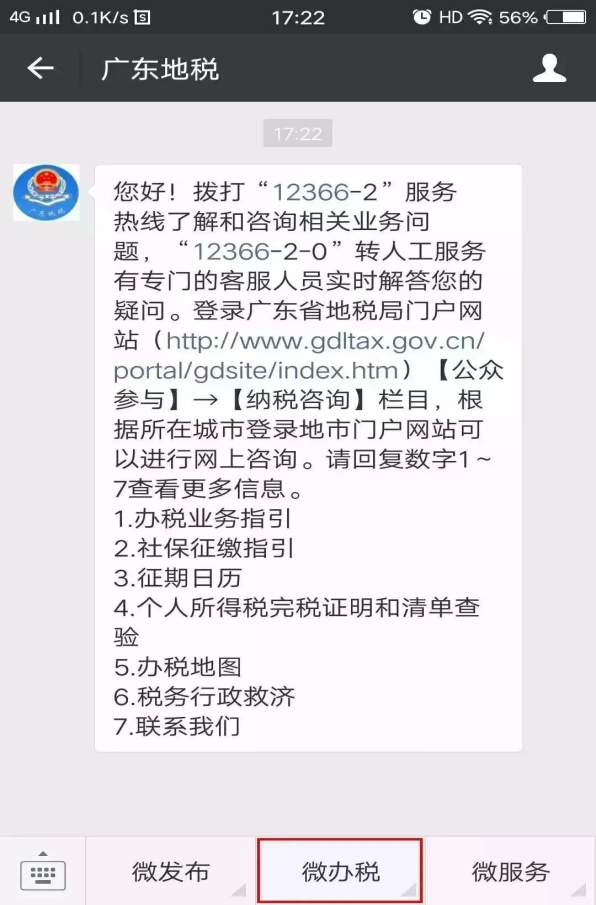 4G 0.1K/s 17:22 HD 56%
广东地税
17:22
您好！拨打“12366-2”服务
热线了解和咨询相关业务问
题，“12366-2-0”转人工服务
有专门的客服人员实时解答您的
疑问。登录广东省地税局门户网
站（http://www.gdltax.gov.cn/
portal/gdsite/index.htm）【公众
参与】→【纳税咨询】栏目，根
据所在城市登录地市门户网站可
以进行网上咨询。请回复数字1～
7查看更多信息。
1.办税业务指引
2.社保征缴指引
3.征期日历
4.个人所得税完税证明和清单查
验
5.办税地图
6.税务行政救济
7.联系我们
广东地税
微发布 微办税 微服务